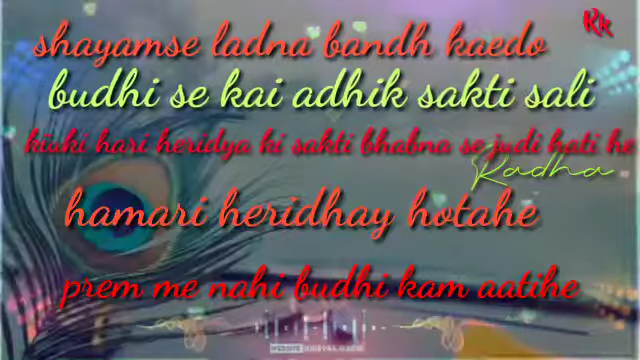 Rk
shayamse ladna bandh kaedo
budhi se kai adhik sakti sali
kiuki hari heridya ki sakti bhabna se judi hati he
Radha
hamari heridhay hotahe
prem me nahi budhi kam aatihe